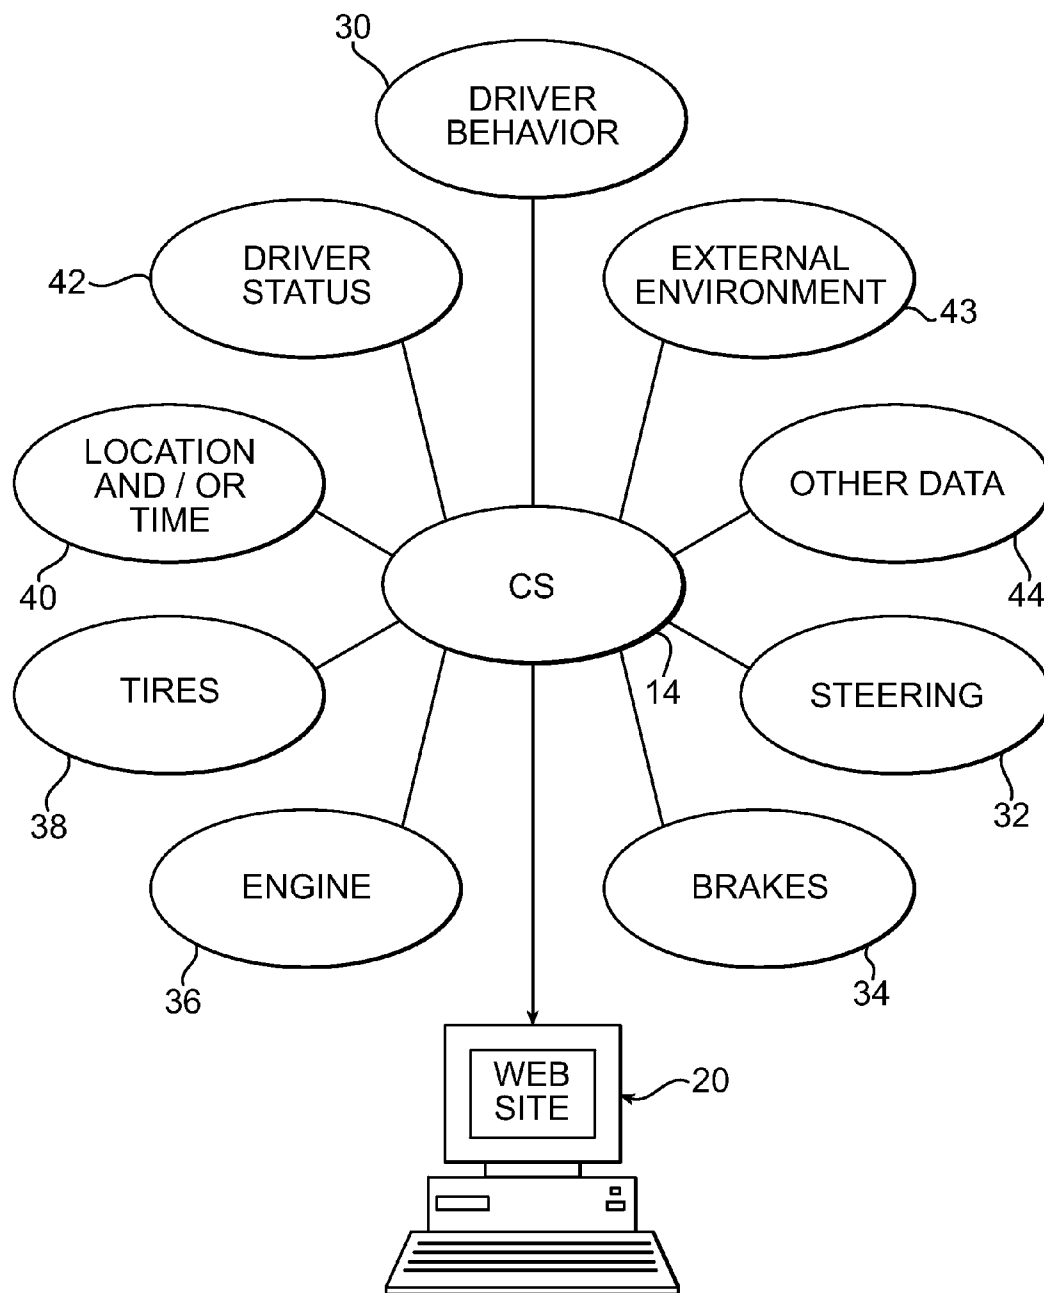 30
DRIVER
BEHAVIOR
42
DRIVER
STATUS
EXTERNAL
ENVIRONMENT
43
LOCATION
AND / OR
TIME
40
OTHER DATA
44
CS
14
TIRES
38
STEERING
32
ENGINE
36
BRAKES
34
WEB
SITE
20